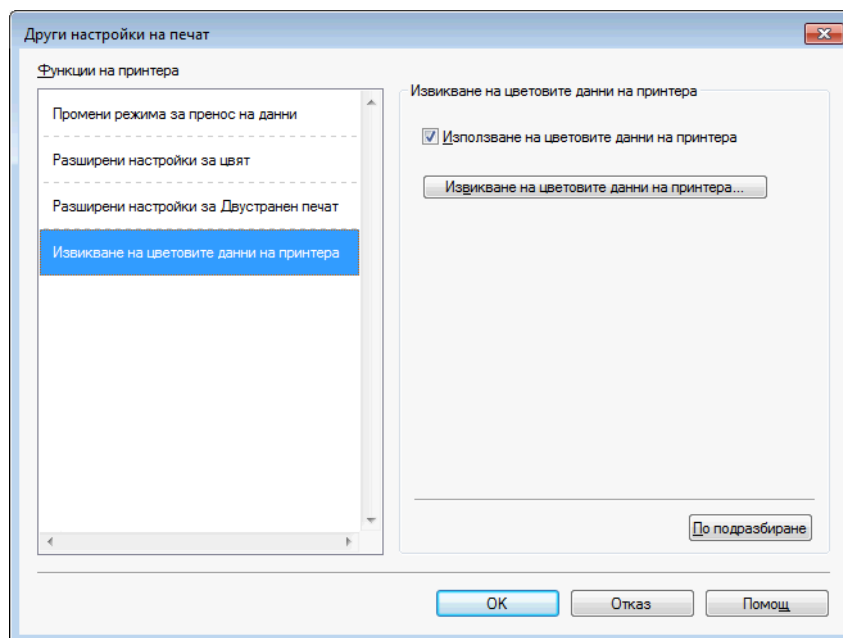 Други настройки на печат
Функции на принтера
Промени режима за пренос на данни
Разширени настройки за цвят
Разширени настройки за Двустранен печат
Извикване на цветовите данни на принтера
Извикване на цветовите данни на принтера
Използване на цветовите данни на принтера
Извикване на цветовите данни на принтера...
По подразбиране
OK
Отказ
Помощ